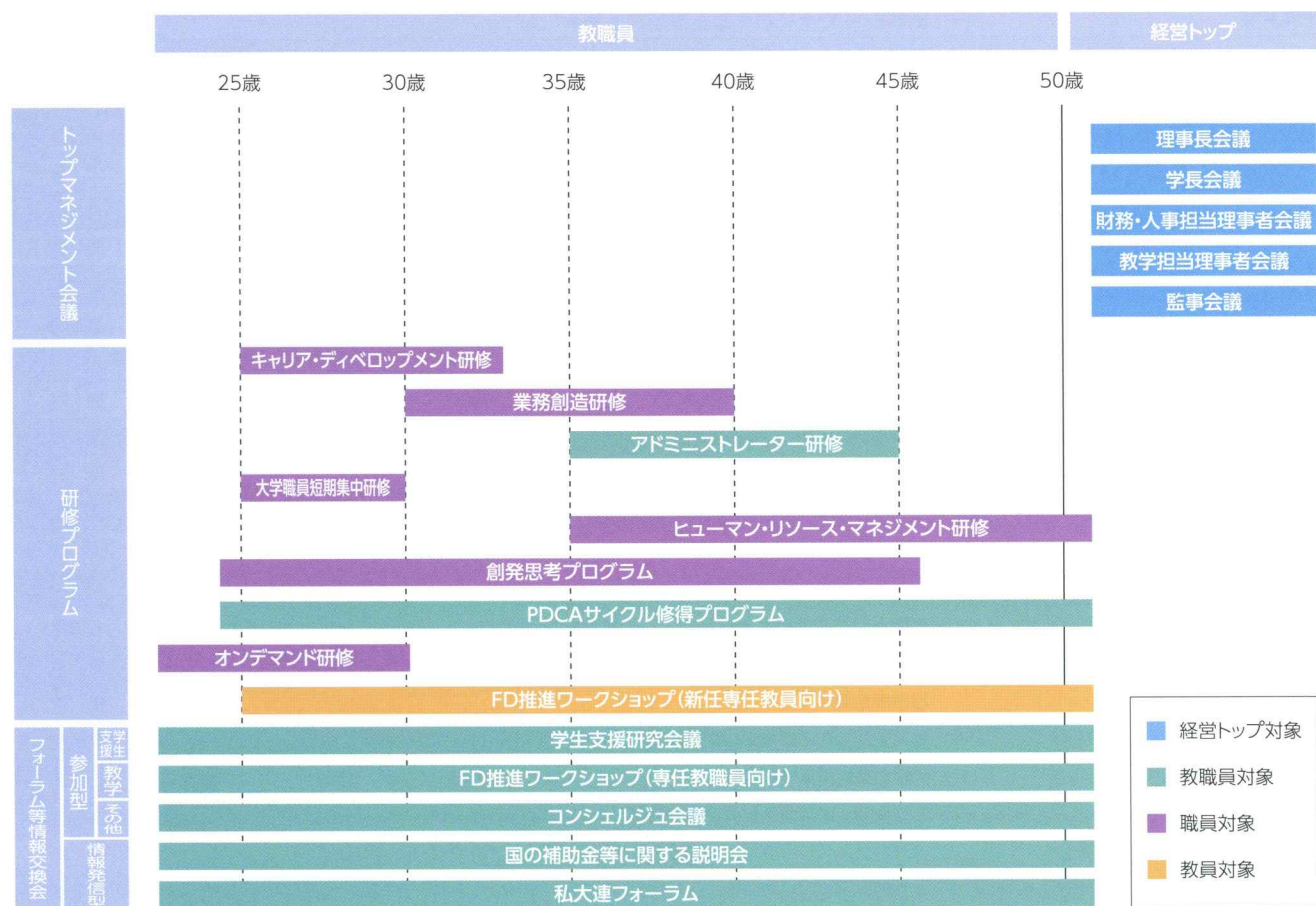 教職員
経営トップ
25歳
30歳
35歳
40歳
45歳
50歳
トップマネジメント会議
理事長会議
学長会議
財務・人事担当理事者会議
教学担当理事者会議
監事会議
研修プログラム
キャリア・ディベロップメント研修
業務創造研修
アドミニストレーター研修
大学職員短期集中研修
ヒューマン・リソース・マネジメント研修
創発思考プログラム
PDCAサイクル修得プログラム
オンデマンド研修
FD推進ワークショップ(新任専任教員向け)
フォーラム等情報交換会
参加型
学生
支援
学生支援研究会議
教学
FD推進ワークショップ(専任教職員向け)
その他
コンシェルジュ会議
情報発信型
国の補助金等に関する説明会
私大連フォーラム
経営トップ対象
教職員対象
職員対象
教員対象